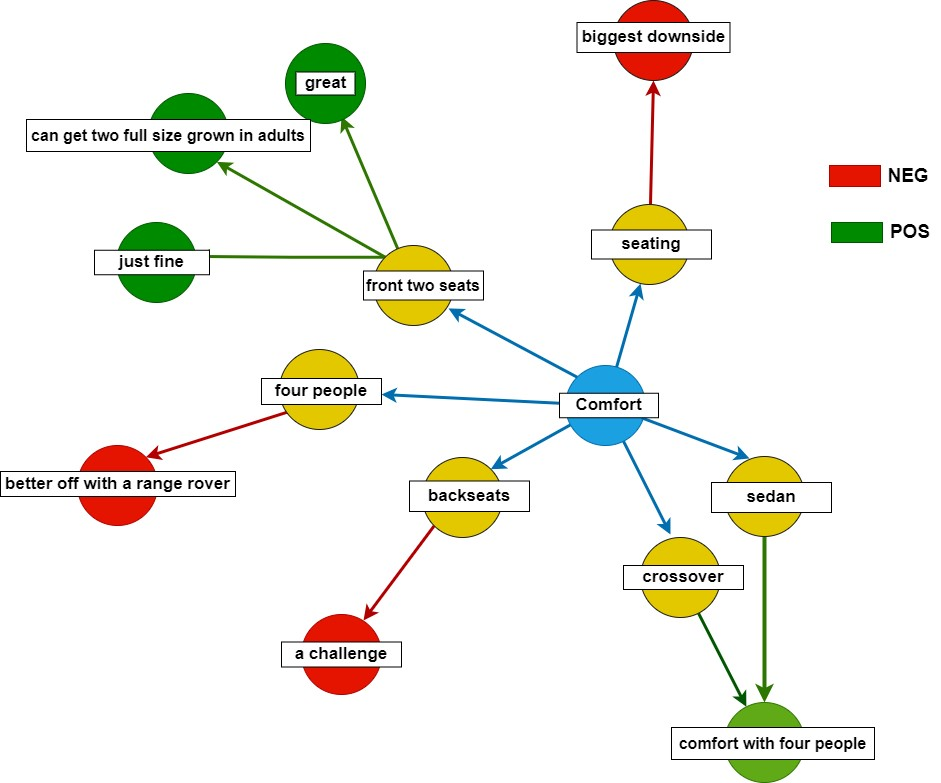 biggest downside
great
can get two full size grown in adults
NEG
POS
seating
just fine
front two seats
four people
Comfort
better off with a range rover
backseats
sedan
crossover
a challenge
comfort with four people